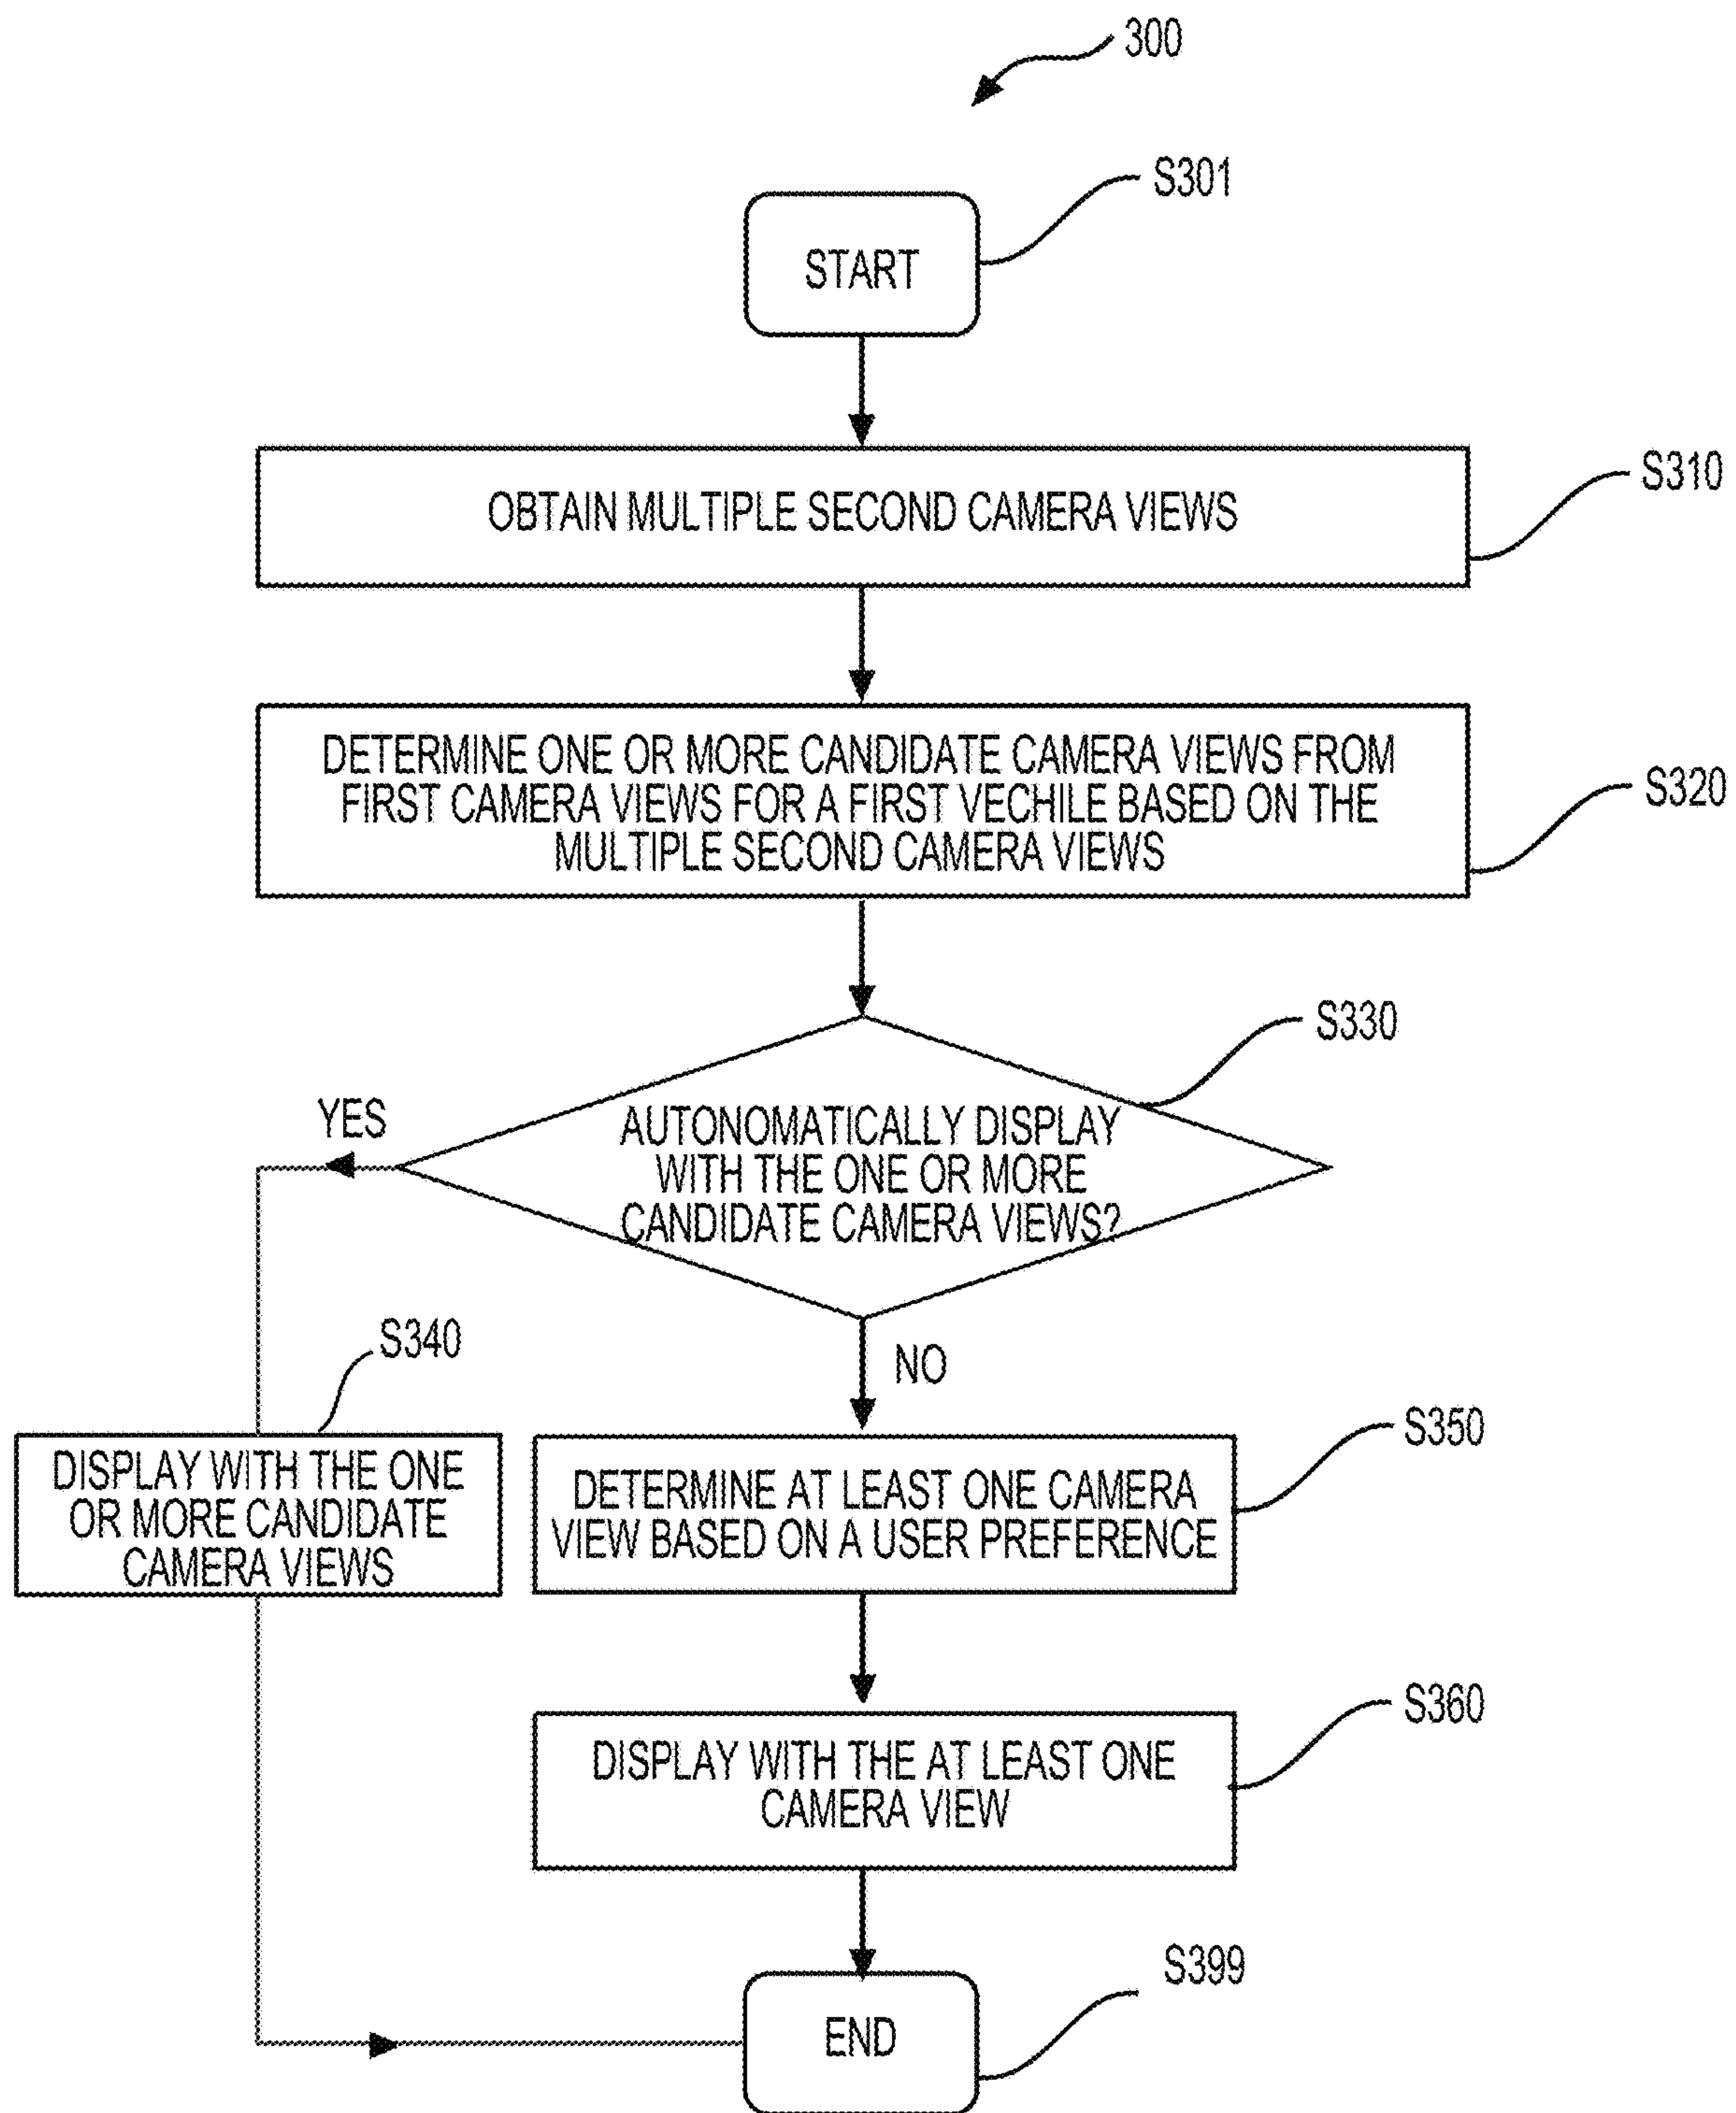 300
S301
START
S310
OBTAIN MULTIPLE SECOND CAMERA VIEWS
DETERMINE ONE OR MORE CANDIDATE CAMERA VIEWS FROM
FIRST CAMERA VIEWS FOR A FIRST VECHILE BASED ON THE
MULTIPLE SECOND CAMERA VIEWS
S320
S330
YES
AUTONOMATICALLY DISPLAY
WITH THE ONE OR MORE
CANDIDATE CAMERA VIEWS?
S340
NO
DISPLAY WITH THE ONE
OR MORE CANDIDATE
CAMERA VIEWS
S350
DETERMINE AT LEAST ONE CAMERA
VIEW BASED ON A USER PREFERENCE
S360
DISPLAY WITH THE AT LEAST ONE
CAMERA VIEW
S399
END